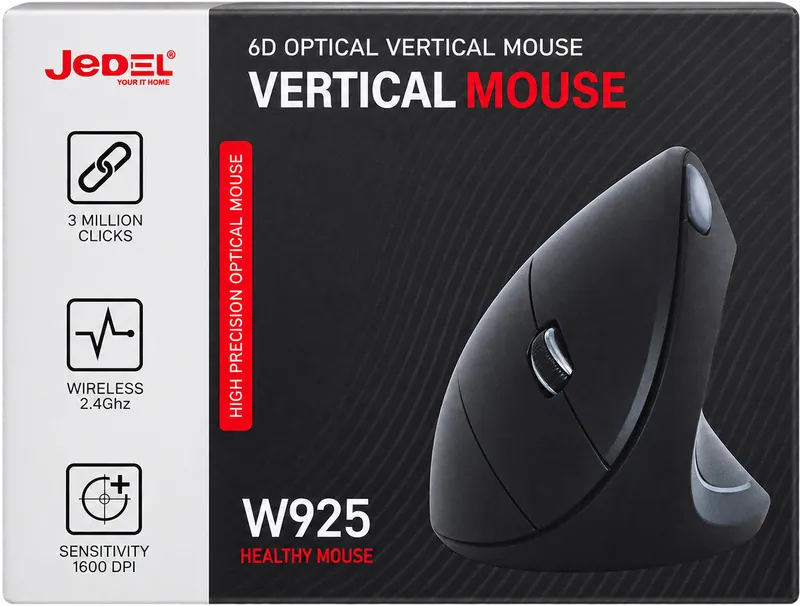 JEDEL®
YOUR IT HOME
3 MILLION
CLICKS
WIRELESS
2.4Ghz
SENSITIVITY
1600 DPI
HIGH PRECISION OPTICAL MOUSE
6D OPTICAL VERTICAL MOUSE
VERTICAL MOUSE
W925
HEALTHY MOUSE